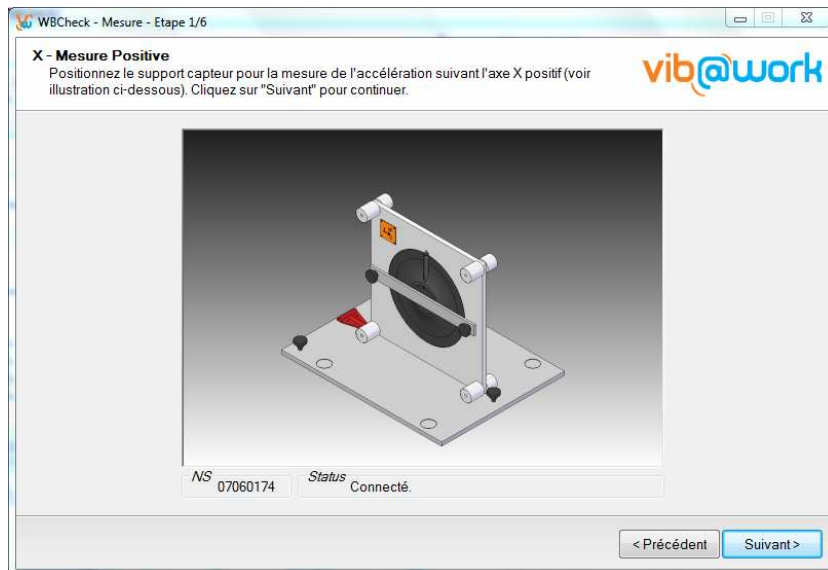 WBCheck - Mesure - Etape 1/6
X - Mesure Positive
Positionnez le support capteur pour la mesure de l'accélération suivant l'axe X positif (voir
illustration ci-dessous). Cliquez sur "Suivant" pour continuer.
vib@work
NS
07060174
Status
Connecté.
< Précédent
Suivant >